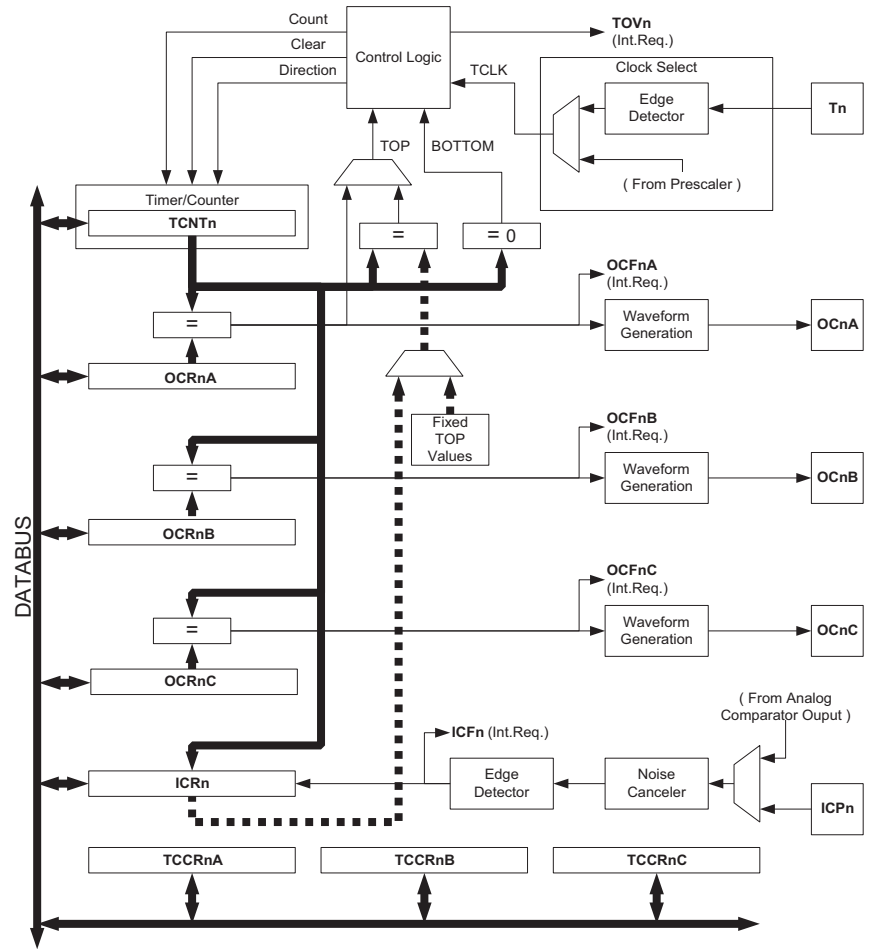 Count
Clear
Direction
Control Logic
TOVn
(Int.Req.)
TCLK
Clock Select
Edge
Detector
Tn
( From Prescaler )
TOP
BOTTOM
Timer/Counter
TCNTn
=
= 0
=
OCRnA
OCFnA
(Int.Req.)
Waveform
Generation
OCnA
Fixed
TOP
Values
=
OCRnB
OCFnB
(Int.Req.)
Waveform
Generation
OCnB
DATABUS
=
OCRnC
OCFnC
(Int.Req.)
Waveform
Generation
OCnC
( From Analog
Comparator Ouput )
ICFn (Int.Req.)
ICRn
Edge
Detector
Noise
Canceler
ICPn
TCCRnA
TCCRnB
TCCRnC